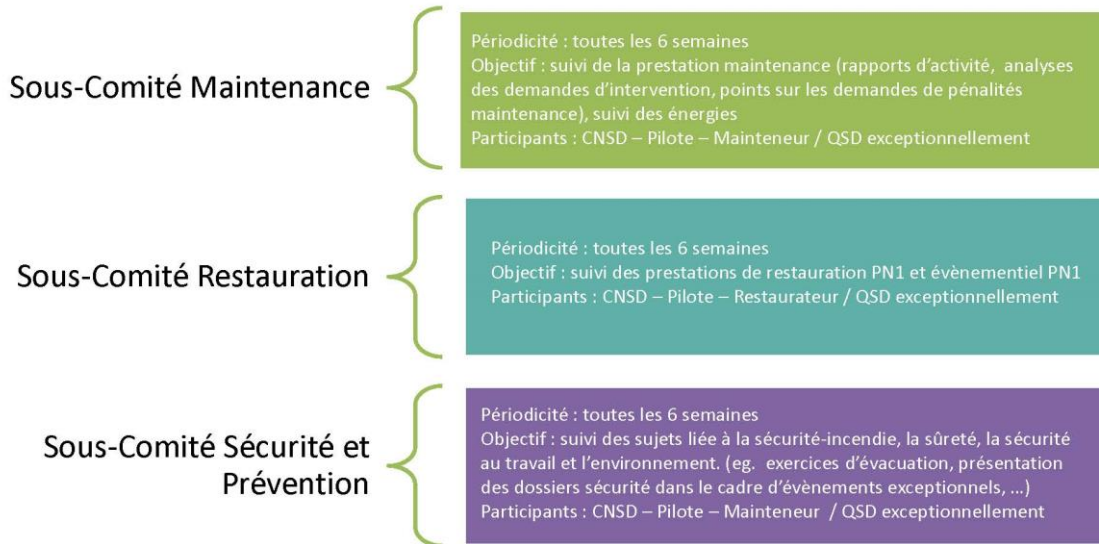 Sous-Comité Maintenance
Périodicité : toutes les 6 semaines
Objectif : suivi de la prestation maintenance (rapports d’activité, analyses
des demandes d’intervention, points sur les demandes de pénalités
maintenance), suivi des énergies
Participants : CNSD – Pilote – Mainteneur / QSD exceptionnellement
Sous-Comité Restauration
Périodicité : toutes les 6 semaines
Objectif : suivi des prestations de restauration PN1 et évènementiel PN1
Participants : CNSD – Pilote – Restaurateur / QSD exceptionnellement
Sous-Comité Sécurité et
Prévention
Périodicité : toutes les 6 semaines
Objectif : suivi des sujets liée à la sécurité-incendie, la sûreté, la sécurité
au travail et l’environnement. (eg. exercices d’évacuation, présentation
des dossiers sécurité dans le cadre d’évènements exceptionnels, ...)
Participants : CNSD – Pilote – Mainteneur / QSD exceptionnellement